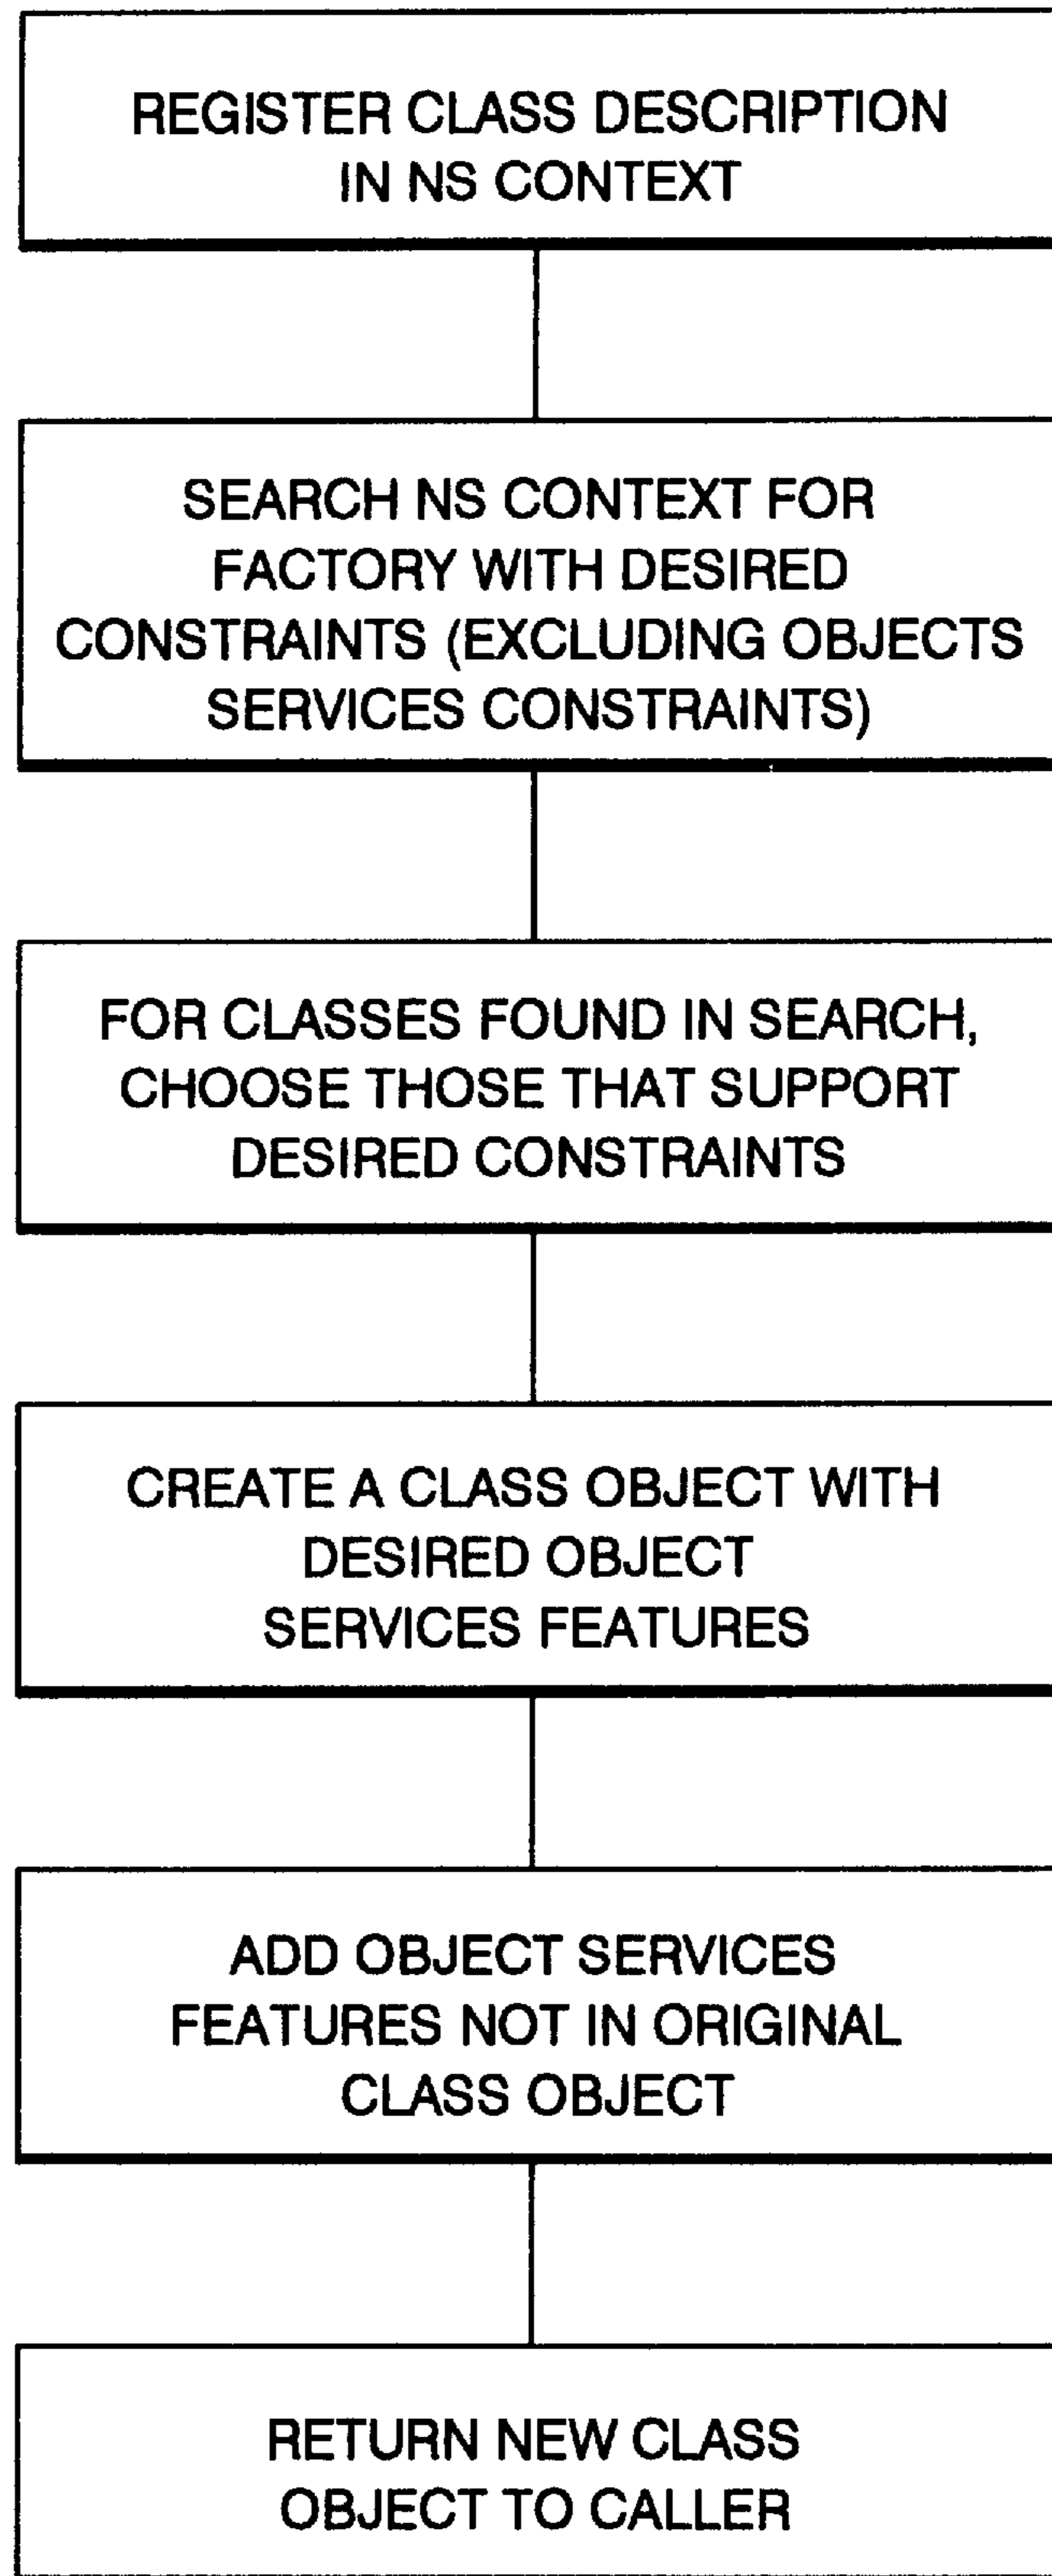 REGISTER CLASS DESCRIPTION
IN NS CONTEXT
SEARCH NS CONTEXT FOR
FACTORY WITH DESIRED
CONSTRAINTS (EXCLUDING OBJECTS
SERVICES CONSTRAINTS)
FOR CLASSES FOUND IN SEARCH,
CHOOSE THOSE THAT SUPPORT
DESIRED CONSTRAINTS
CREATE A CLASS OBJECT WITH
DESIRED OBJECT
SERVICES FEATURES
ADD OBJECT SERVICES
FEATURES NOT IN ORIGINAL
CLASS OBJECT
RETURN NEW CLASS
OBJECT TO CALLER